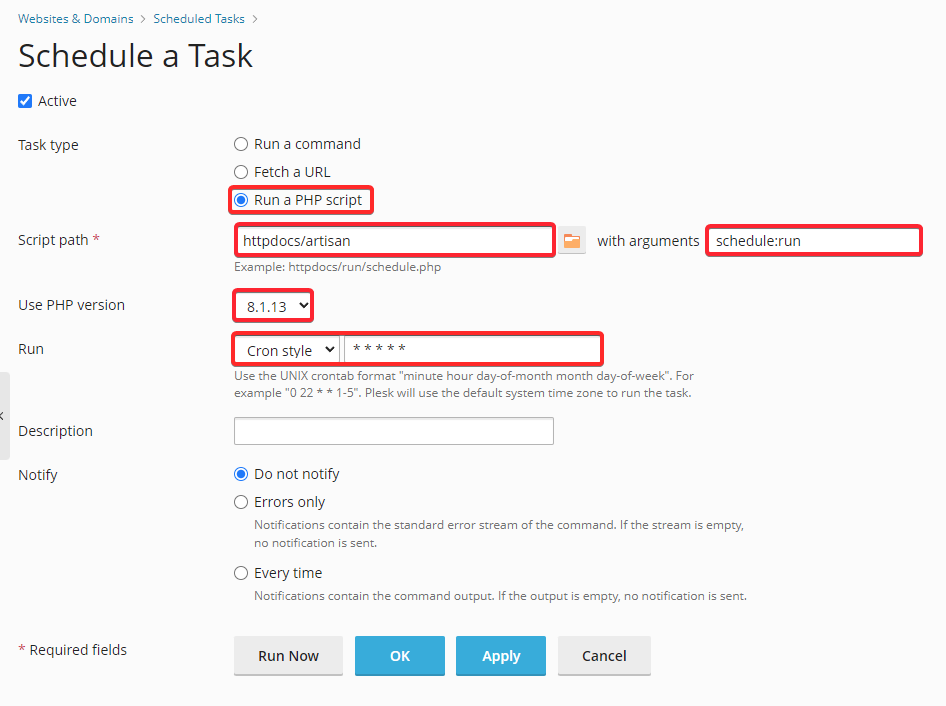 Websites & Domains > Scheduled Tasks >
Schedule a Task
Active
Task type
Run a command
Fetch a URL
Run a PHP script
Script path * httpdocs/artisan with arguments schedule:run
Example: httpdocs/run/schedule.php
Use PHP version 8.1.13
Run Cron style * * * * *
Use the UNIX crontab format "minute hour day-of-month month day-of-week". For
example "0 22 * * 1-5". Plesk will use the default system time zone to run the task.
Description
Notify Do not notify
Errors only
Notifications contain the standard error stream of the command. If the stream is empty,
no notification is sent.
Every time
Notifications contain the command output. If the output is empty, no notification is sent.
* Required fields Run Now OK Apply Cancel